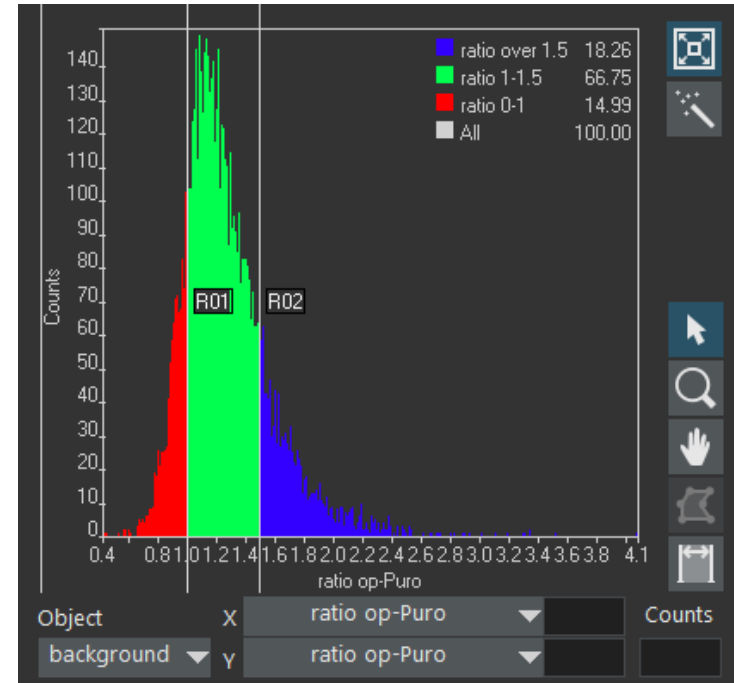 ratio over 1.5 18.26
ratio 1-1.5 66.75
ratio 0-1 14.99
All 100.00
140
130
120
110
100
90
80
70
60
50
40
30
20
10
0
Counts
R01
R02
0.4 0.8 1.0 1.2 1.4 1.6 1.8 2.0 2.2 2.4 2.6 2.8 3.0 3.2 3.4 3.6 3.8 4.1
ratio op-Puro
Object X ratio op-Puro Counts
background Y ratio op-Puro